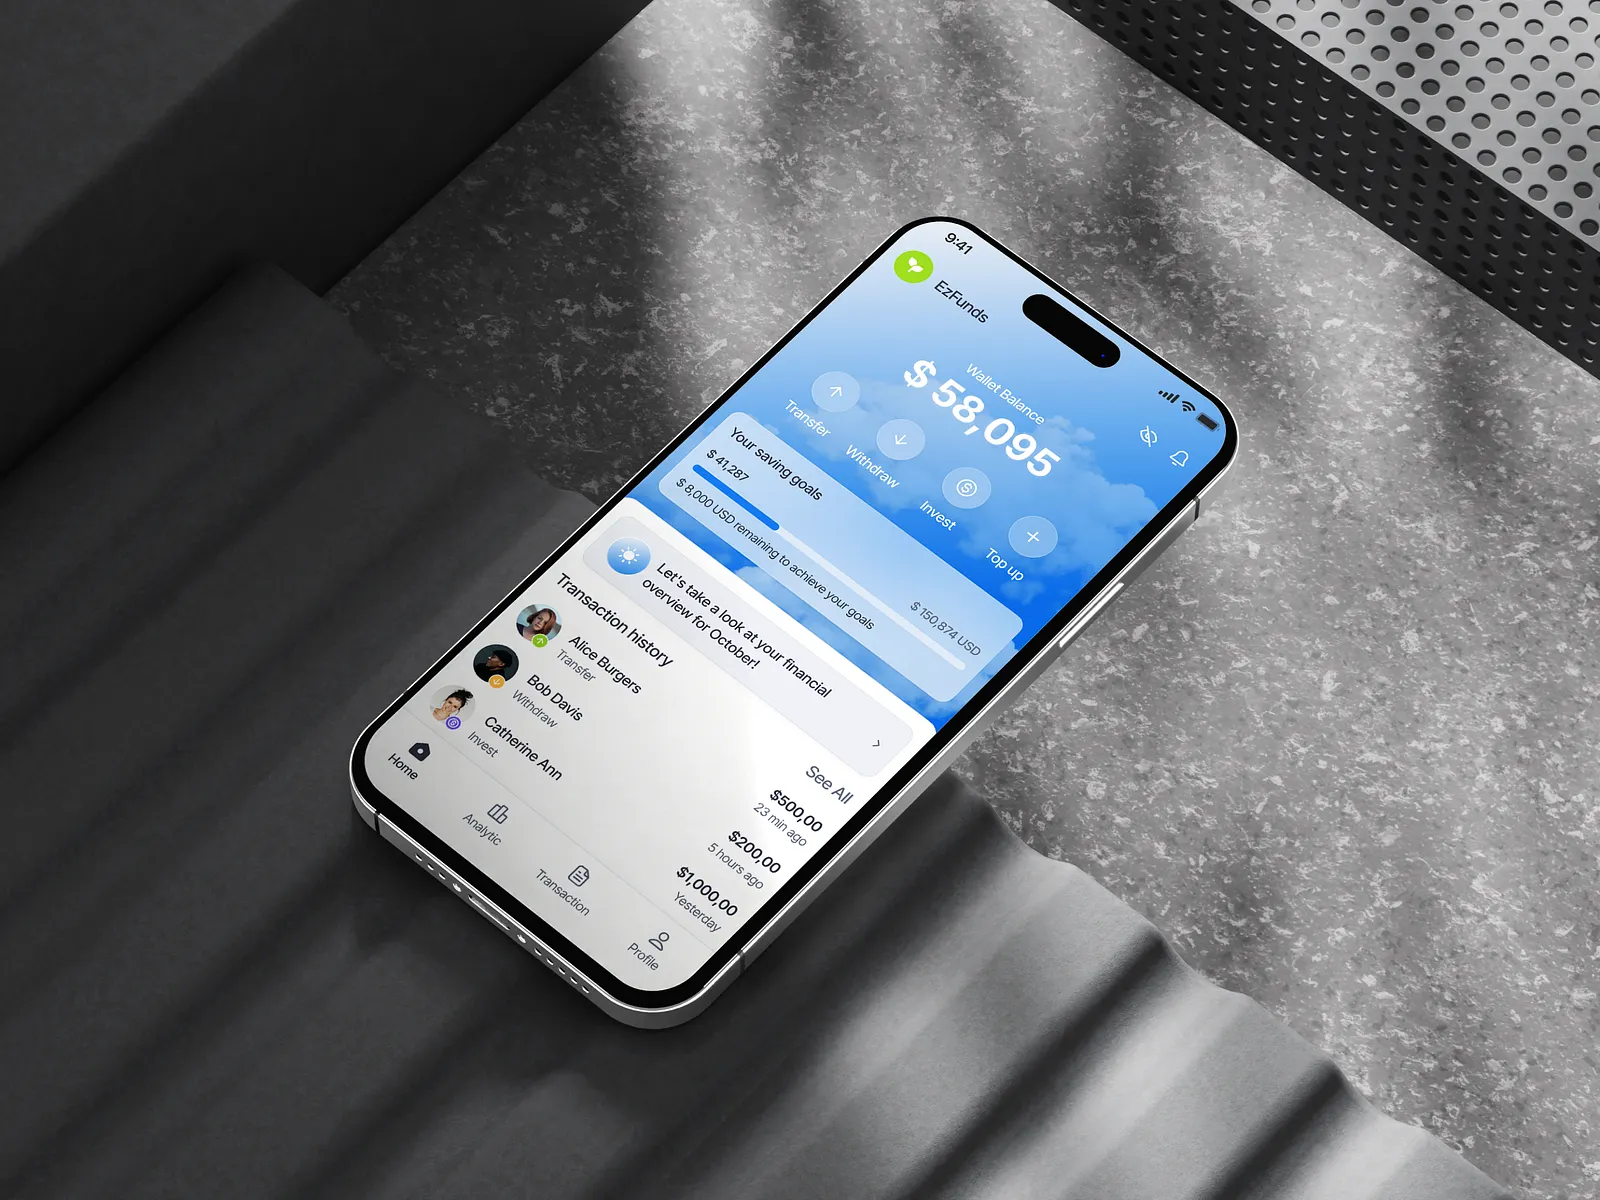 9:41
EzFunds
Wallet Balance
$ 58,095
Transfer
Withdraw
Invest
Top up
Your saving goals
$ 41,287
$ 150,874 USD
$ 8,000 USD remaining to achieve your goals
Let's take a look at your financial
overview for October!
Transaction history
See All
Alice Burgers
$500,00
Transfer
23 min ago
Bob Davis
$200,00
Withdraw
5 hours ago
Catherine Ann
$1,000,00
Invest
Yesterday
Home
Analytic
Transaction
Profile